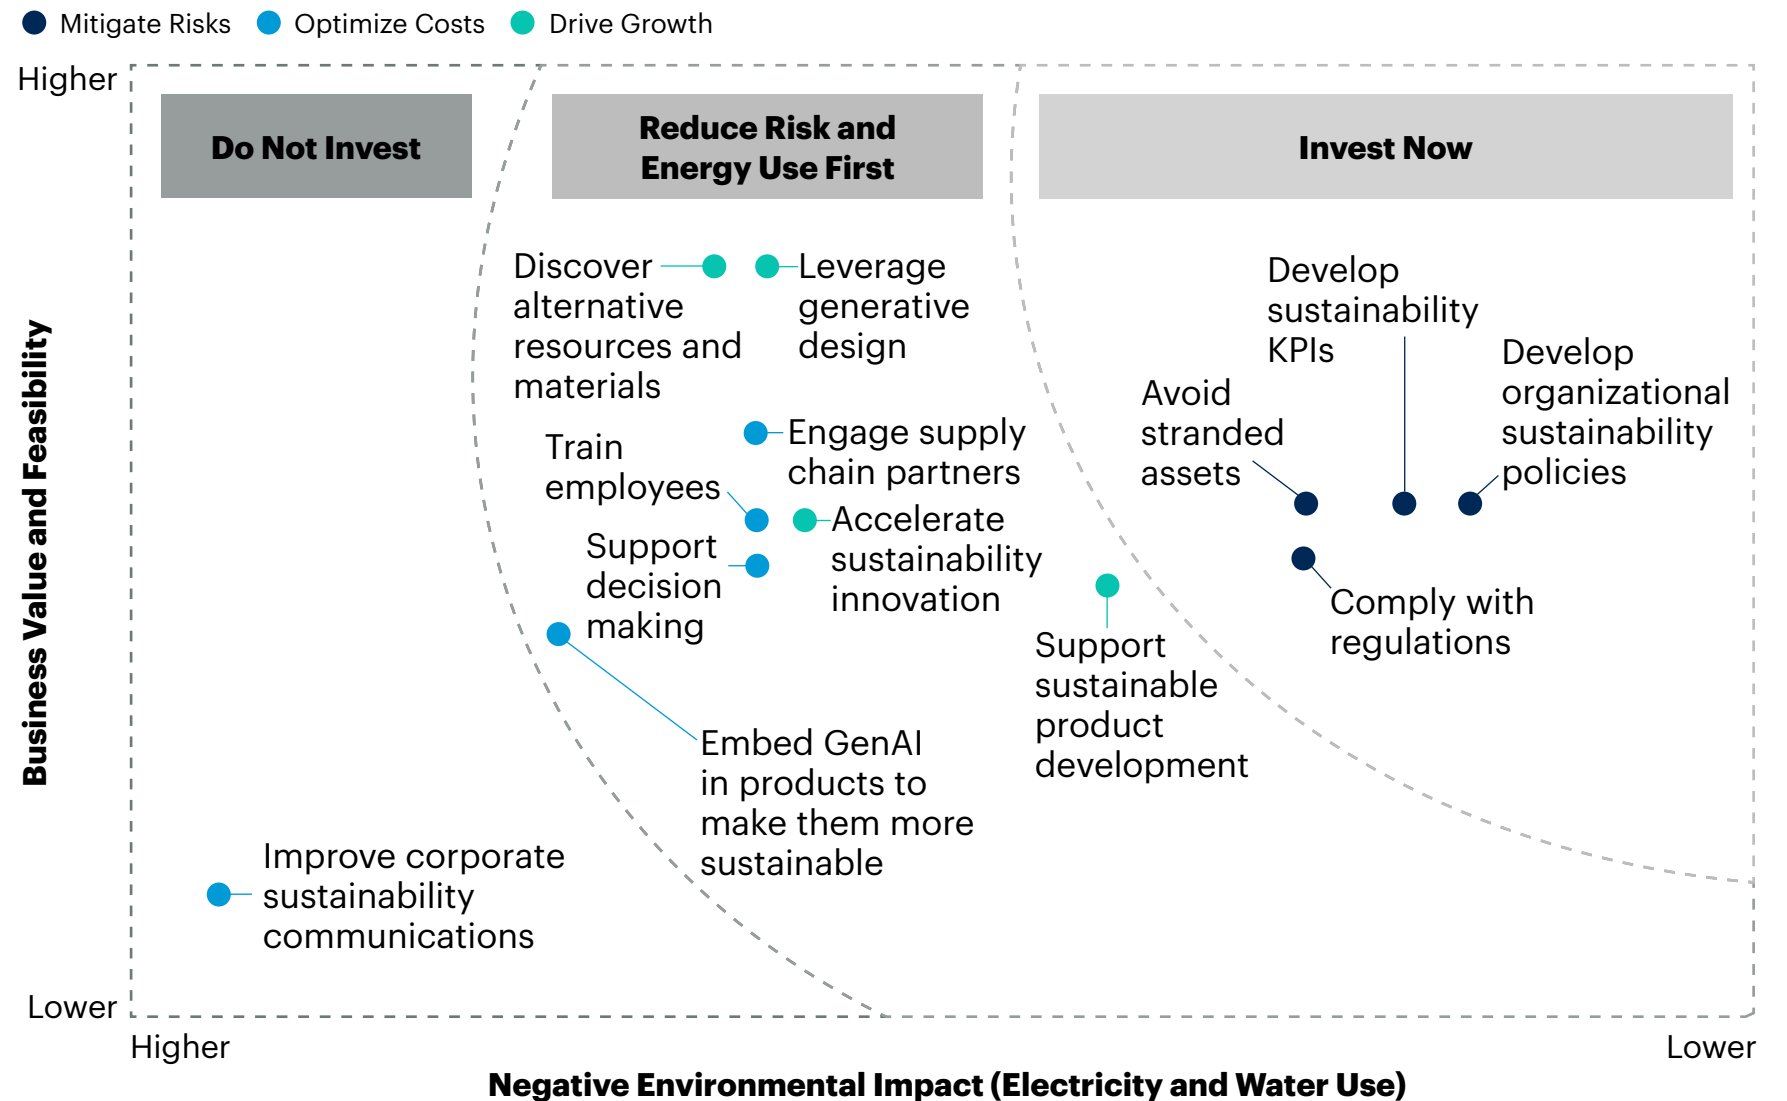 Mitigate Risks
Optimize Costs
Drive Growth
Higher
Do Not Invest
Reduce Risk and
Energy Use First
Invest Now
Business Value and Feasibility
Discover
alternative
resources and
materials
Leverage
generative
design
Develop
sustainability
KPIs
Develop
organizational
sustainability
policies
Avoid
stranded
assets
Engage supply
chain partners
Train
employees
Accelerate
sustainability
innovation
Support
decision
making
Comply with
regulations
Support
sustainable
product
development
Embed GenAI
in products to
make them more
sustainable
Improve corporate
sustainability
communications
Lower
Higher
Lower
Negative Environmental Impact (Electricity and Water Use)